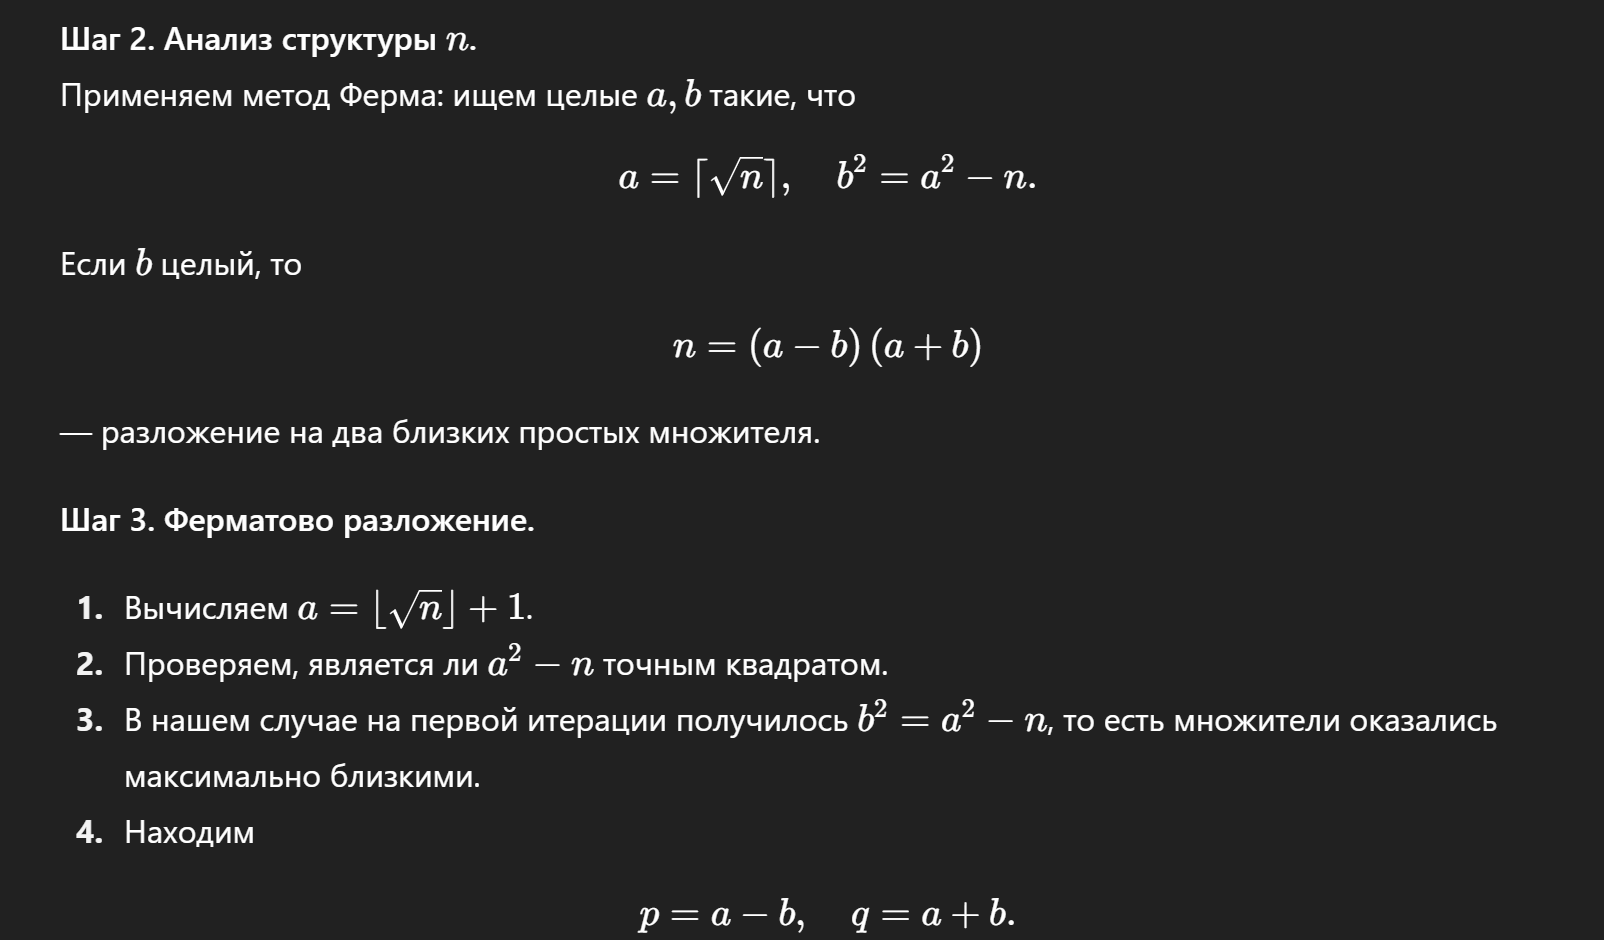 Шаг 2. Анализ структуры n.
Применяем метод Ферма: ищем целые a, b такие, что
a = ⌈√n⌉, b² = a² − n.
Если b целый, то
n = (a − b) (a + b)
— разложение на два близких простых множителя.
Шаг 3. Ферматово разложение.
1. Вычисляем a = ⌊√n⌋ + 1.
2. Проверяем, является ли a² − n точным квадратом.
3. В нашем случае на первой итерации получилось b² = a² − n, то есть множители оказались
максимально близкими.
4. Находим
p = a − b, q = a + b.